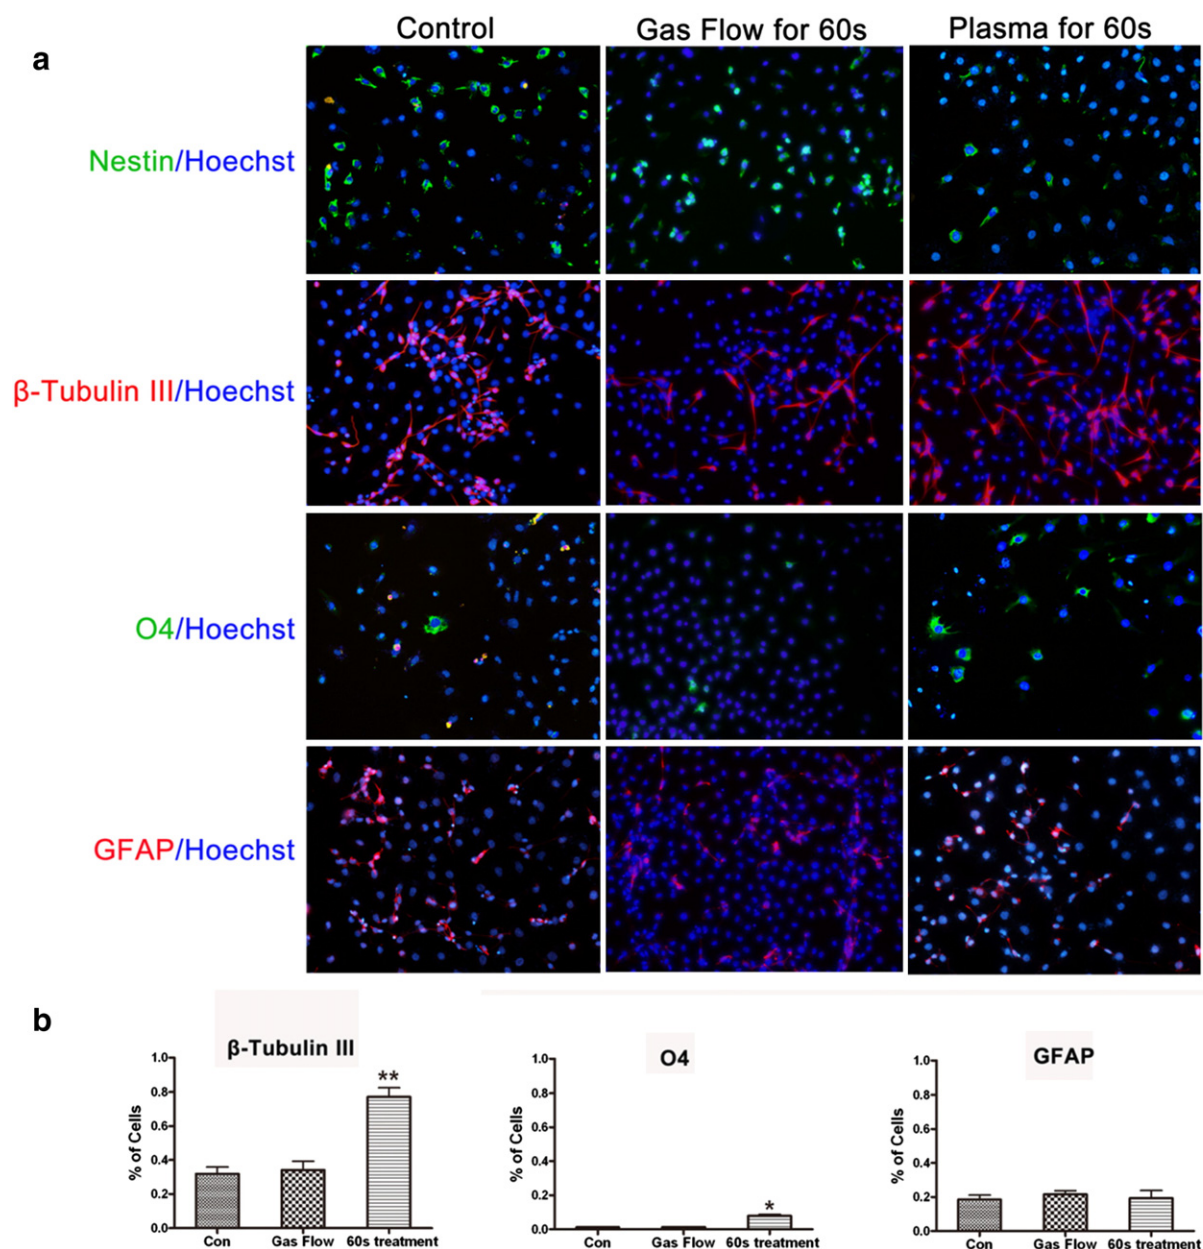 Control Gas Flow for 60s Plasma for 60s
a
Nestin/Hoechst
β-Tubulin III/Hoechst
O4/Hoechst
GFAP/Hoechst
b
β-Tubulin III
% of Cells
1.0
0.8
0.6
0.4
0.2
0.0
**
Con Gas Flow 60s treatment
O4
% of Cells
1.0
0.8
0.6
0.4
0.2
0.0
*
Con Gas Flow 60s treatment
GFAP
% of Cells
1.0
0.8
0.6
0.4
0.2
0.0
Con Gas Flow 60s treatment